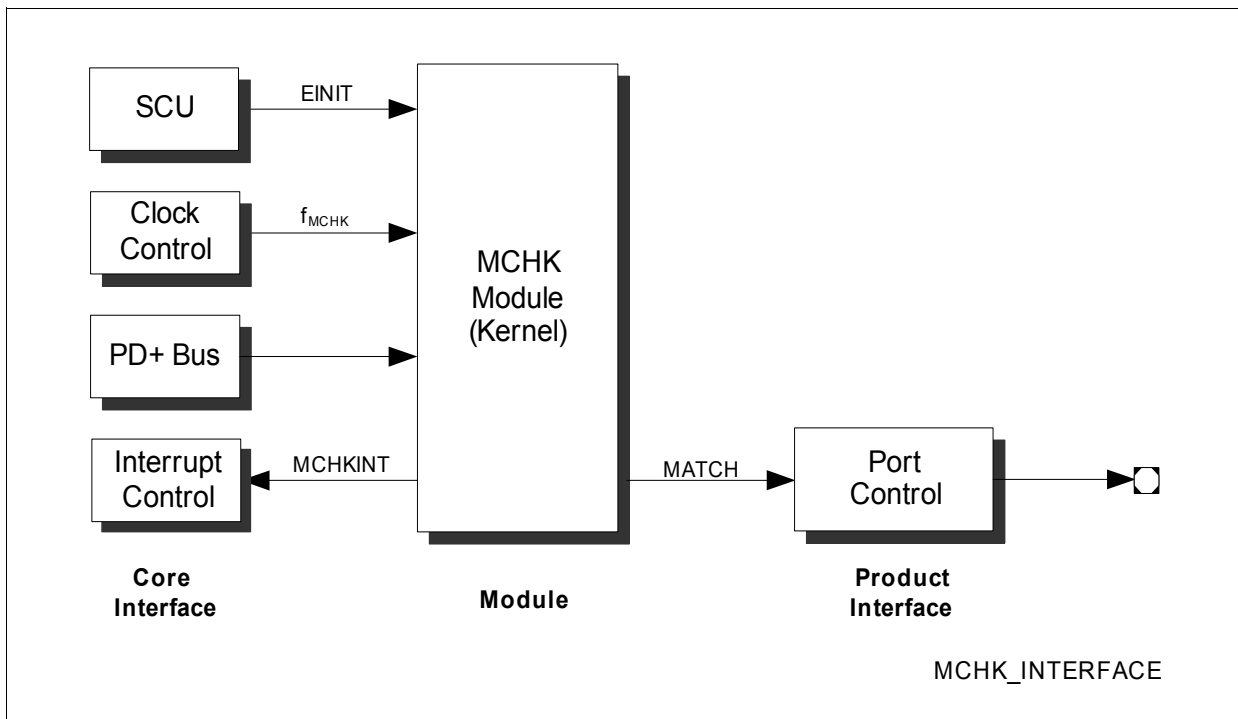 SCU
EINIT
Clock
Control
fMCHK
PD+ Bus
Interrupt
Control
MCHKINT
MCHK
Module
(Kernel)
MATCH
Port
Control
Core
Interface
Module
Product
Interface
MCHK_INTERFACE